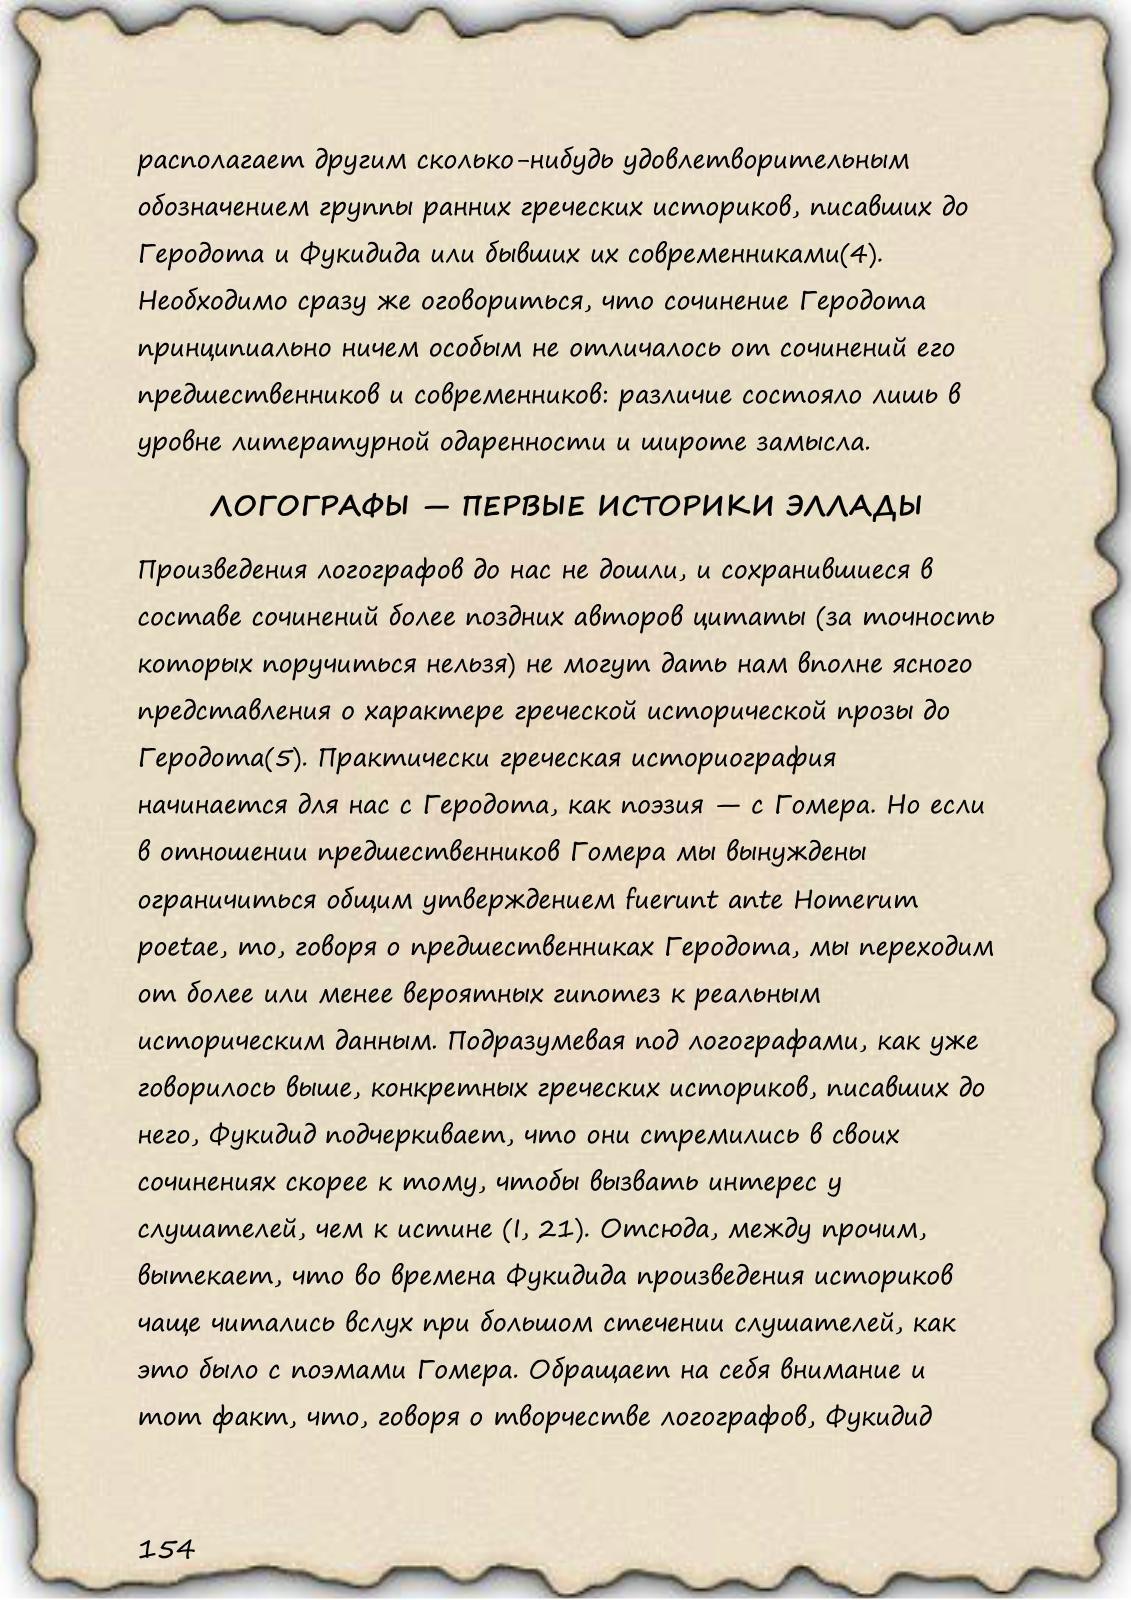 располагает другим сколько-нибудь удовлетворительным
обозначением группы ранних греческих историков, писавших до
Геродота и Фукидида или бывших их современниками(4).
Необходимо сразу же оговориться, что сочинение Геродота
принципиально ничем особым не отличалось от сочинений его
предшественников и современников: различие состояло лишь в
уровне литературной одаренности и широте замысла.
ЛОГОГРАФЫ — ПЕРВЫЕ ИСТОРИКИ ЭЛЛАДЫ
Произведения логографов до нас не дошли, и сохранившиеся в
составе сочинений более поздних авторов цитаты (за точность
которых поручиться нельзя) не могут дать нам вполне ясного
представления о характере греческой исторической прозы до
Геродота(5). Практически греческая историография
начинается для нас с Геродота, как поэзия — с Гомера. Но если
в отношении предшественников Гомера мы вынуждены
ограничиться общим утверждением fuerunt ante Homerum
poetae, то, говоря о предшественниках Геродота, мы переходим
от более или менее вероятных гипотез к реальным
историческим данным. Подразумевая под логографами, как уже
говорилось выше, конкретных греческих историков, писавших до
него, Фукидид подчеркивает, что они стремились в своих
сочинениях скорее к тому, чтобы вызвать интерес у
слушателей, чем к истине (I, 21). Отсюда, между прочим,
вытекает, что во времена Фукидида произведения историков
чаще читались вслух при большом стечении слушателей, как
это было с поэмами Гомера. Обращает на себя внимание и
тот факт, что, говоря о творчестве логографов, Фукидид
154